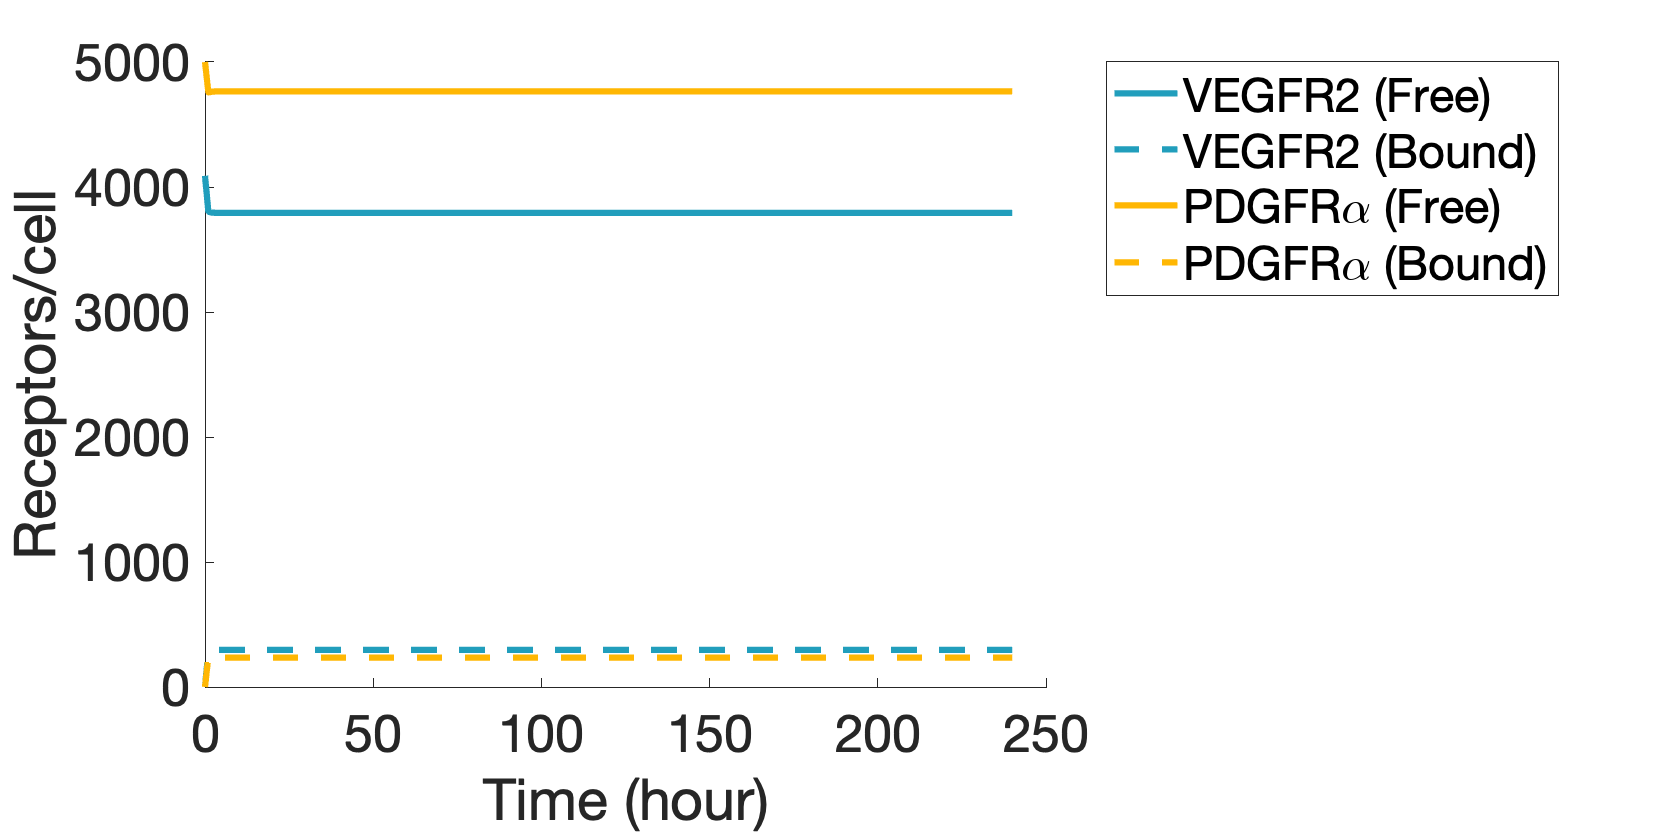 5000
4000
3000
2000
1000
0
Receptors/cell
0 50 100 150 200 250
Time (hour)
VEGFR2 (Free)
VEGFR2 (Bound)
PDGFRα (Free)
PDGFRα (Bound)